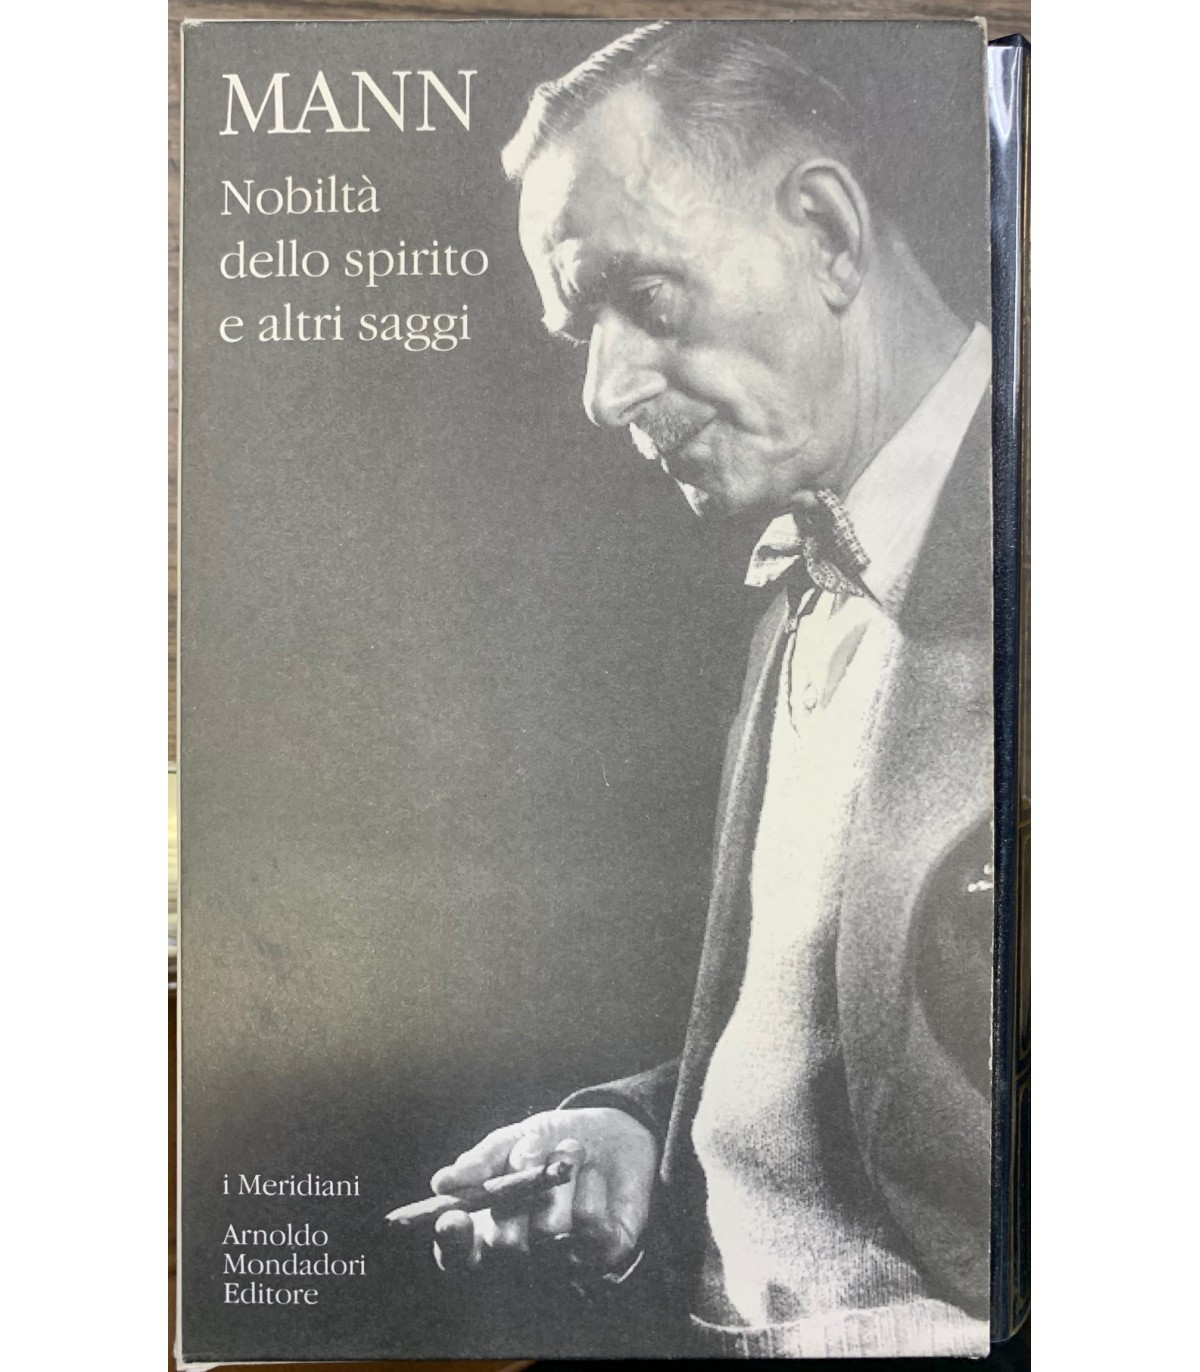 MANN
Nobiltà
dello spirito
e altri saggi
i Meridiani
Arnoldo
Mondadori
Editore